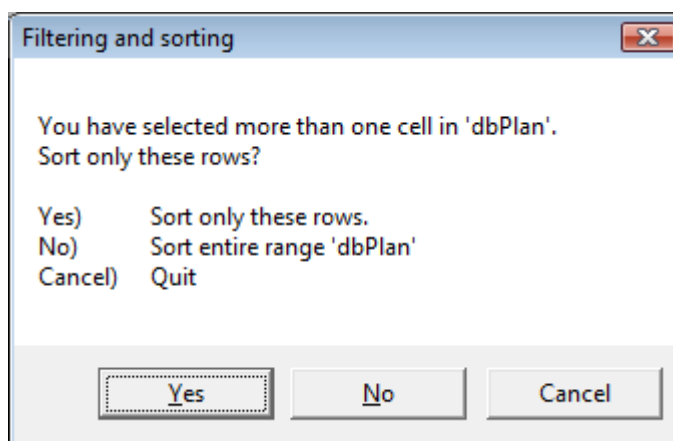 Filtering and sorting
You have selected more than one cell in 'dbPlan'.
Sort only these rows?
Yes) Sort only these rows.
No) Sort entire range 'dbPlan'
Cancel) Quit
Yes No Cancel